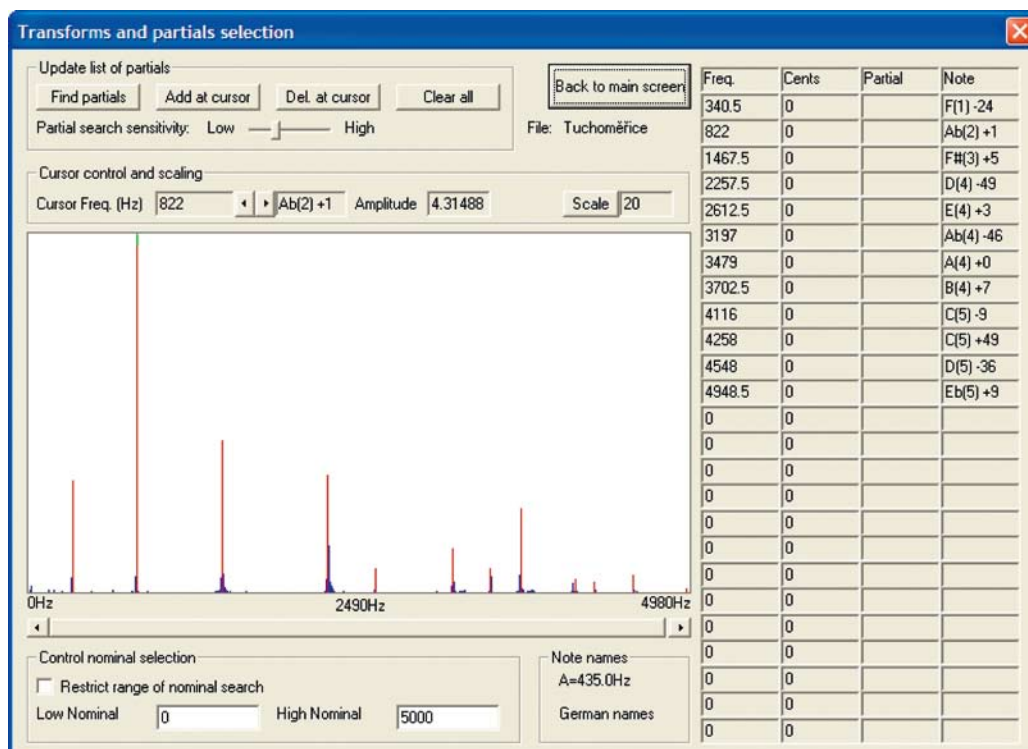 Transforms and partials selection
Update list of partials
Find partials Add at cursor Del. at cursor Clear all
Partial search sensitivity: Low High
Back to main screen
File: Tuchoměřice
Cursor control and scaling
Cursor Freq. (Hz) 822 Ab(2) +1 Amplitude 4.31488 Scale 20
0Hz 2490Hz 4980Hz
Control nominal selection
Restrict range of nominal search
Low Nominal 0 High Nominal 5000
Note names
A=435.0Hz
German names
Freq. Cents Partial Note
340.5 0 F(1) -24
822 0 Ab(2) +1
1467.5 0 F#(3) +5
2257.5 0 D(4) -49
2612.5 0 E(4) +3
3197 0 Ab(4) -46
3479 0 A(4) +0
3702.5 0 B(4) +7
4116 0 C(5) -9
4258 0 C(5) +49
4548 0 D(5) -36
4948.5 0 Eb(5) +9
0 0
0 0
0 0
0 0
0 0
0 0
0 0
0 0
0 0
0 0
0 0
0 0
0 0